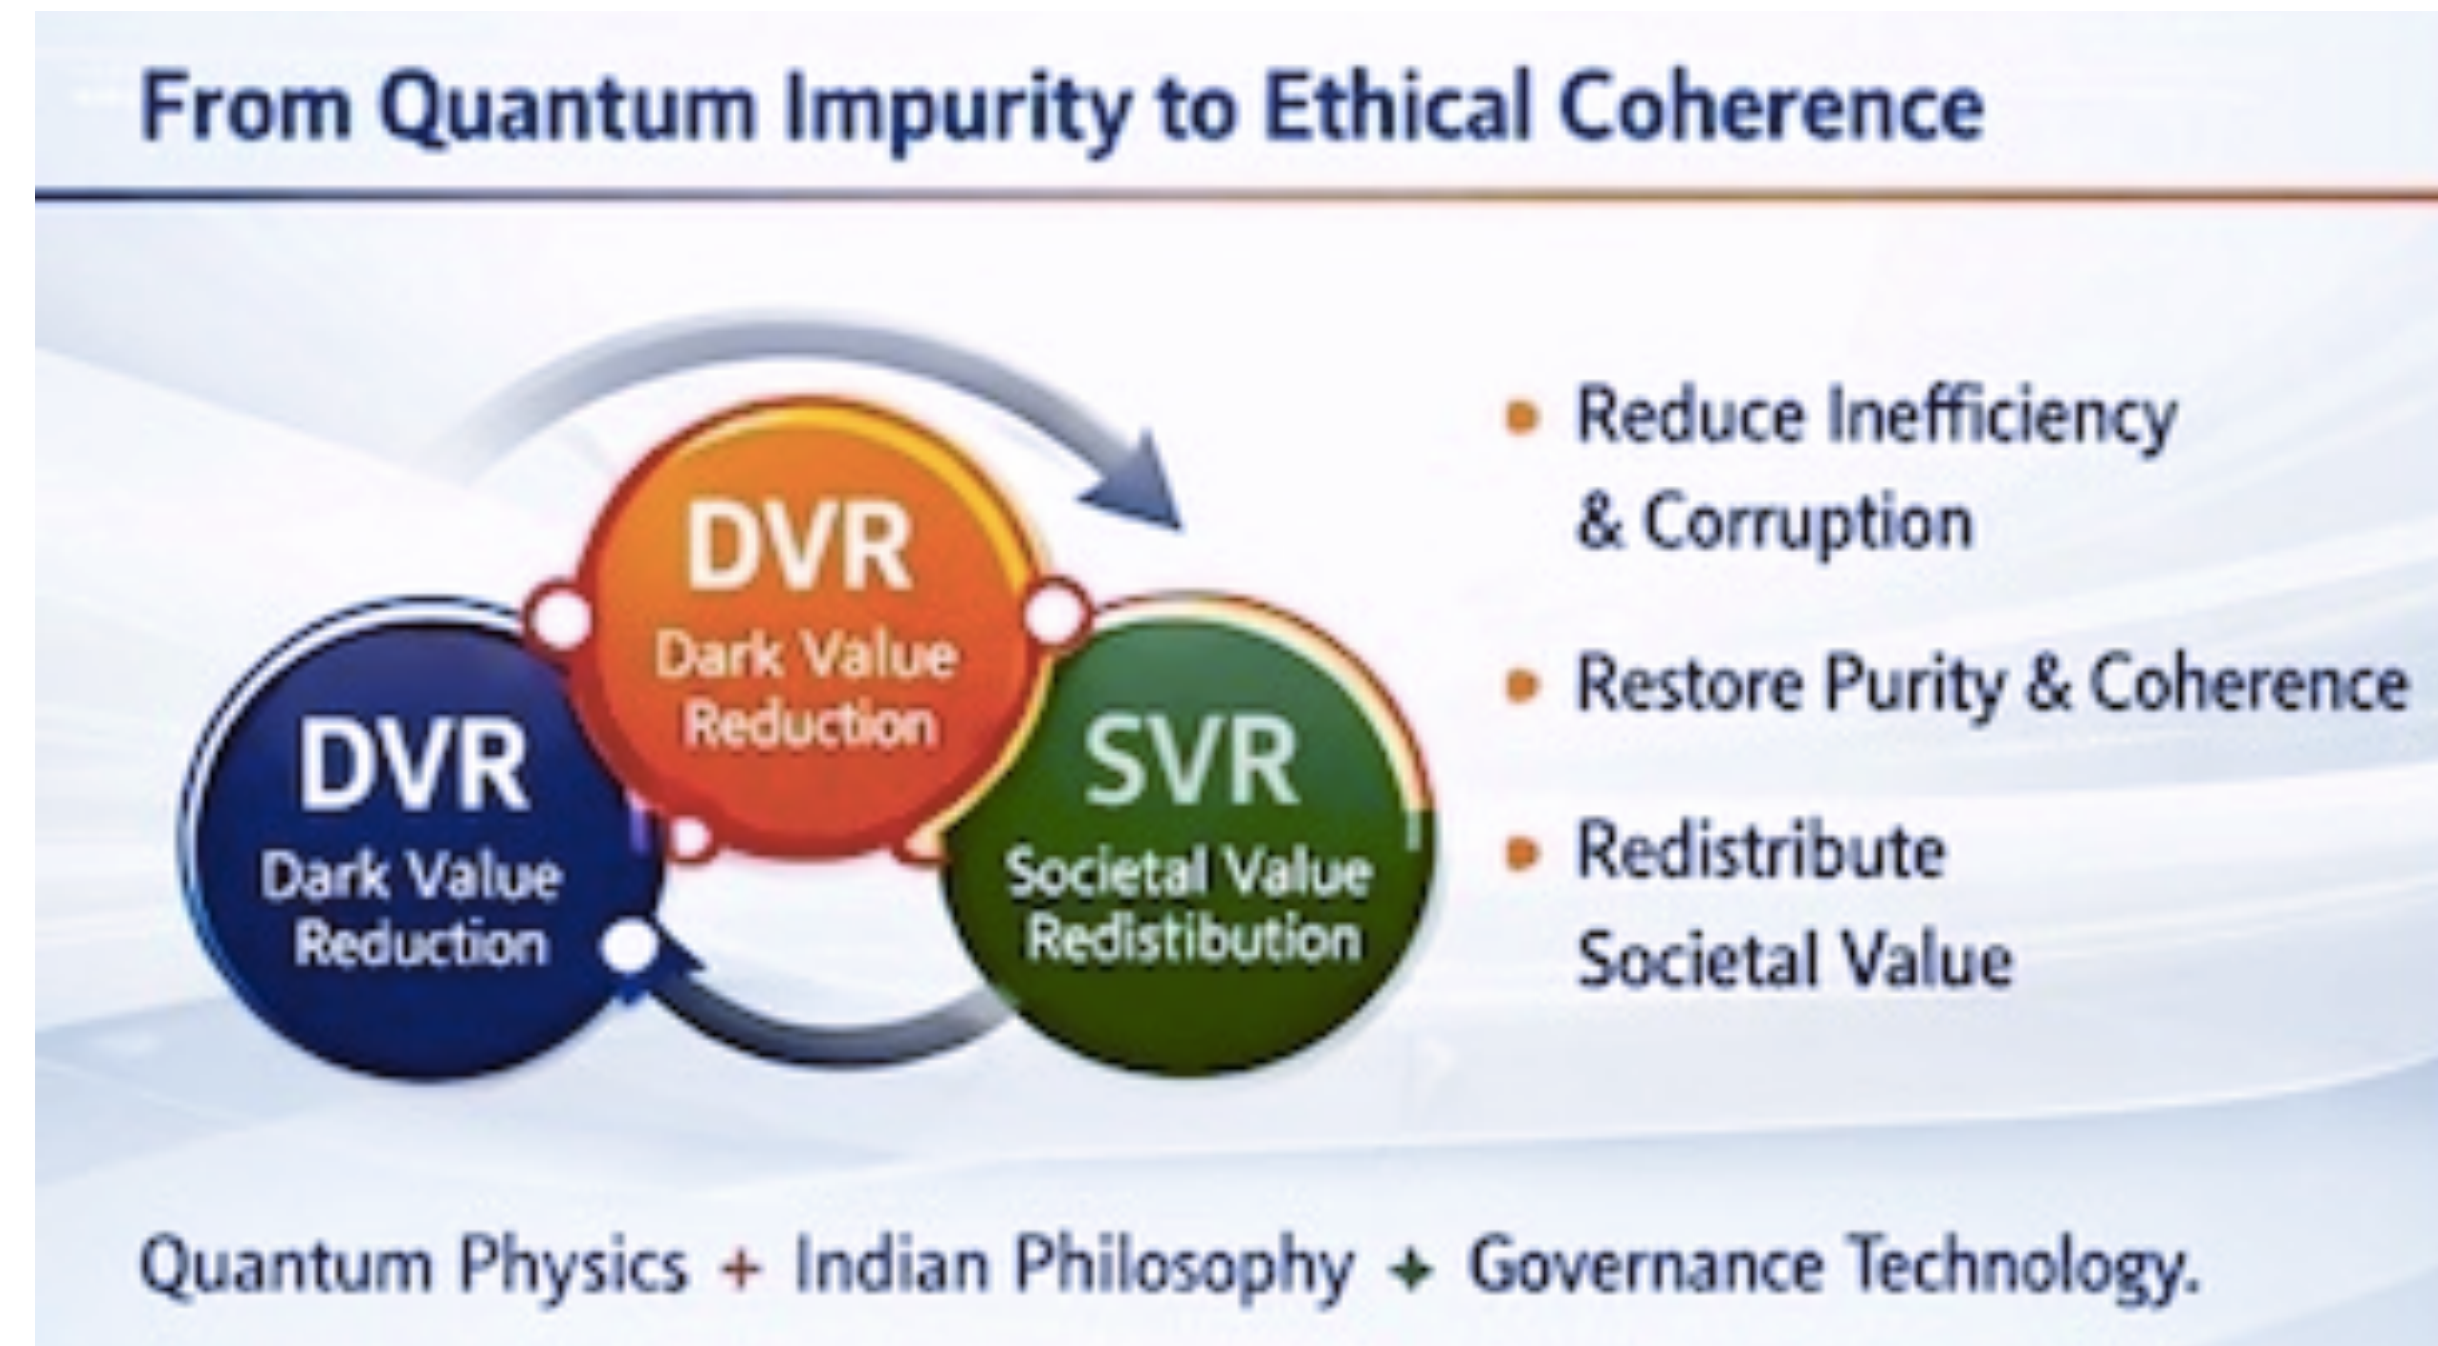 From Quantum Impurity to Ethical Coherence
DVR
Dark Value
Reduction
DVR
Dark Value
Reduction
SVR
Societal Value
Redistibution
• Reduce Inefficiency
& Corruption
• Restore Purity & Coherence
• Redistribute
Societal Value
Quantum Physics + Indian Philosophy + Governance Technology.